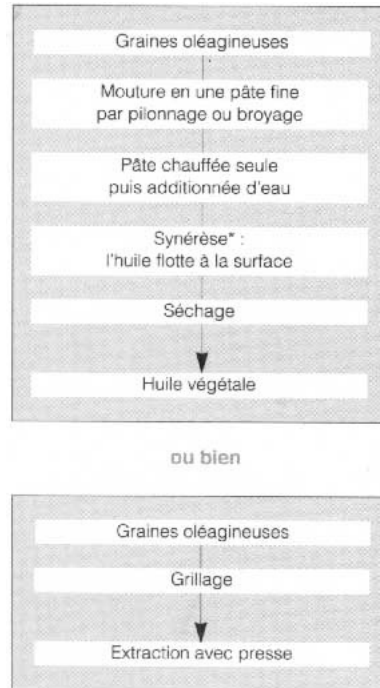 Graines oléagineuses
Mouture en une pâte fine
par pilonnage ou broyage
Pâte chauffée seule
puis additionnée d'eau
Synérèse* :
l'huile flotte à la surface
Séchage
Huile végétale
ou bien
Graines oléagineuses
Grillage
Extraction avec presse